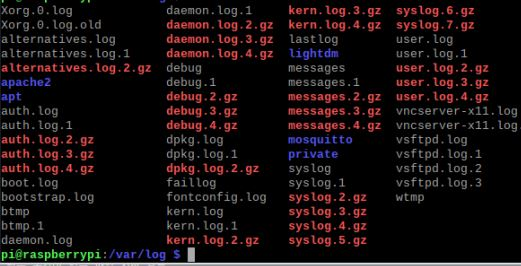 Xorg.0.log daemon.log.1 kern.log.3.gz syslog.6.gz
Xorg.0.log.old daemon.log.2.gz kern.log.4.gz syslog.7.gz
alternatives.log daemon.log.3.gz lastlog user.log
alternatives.log.1 daemon.log.4.gz lightdm user.log.1
alternatives.log.2.gz debug messages user.log.2.gz
apache2 debug.1 messages.1 user.log.3.gz
apt debug.2.gz messages.2.gz user.log.4.gz
auth.log debug.3.gz messages.3.gz vncserver-x11.log
auth.log.1 debug.4.gz messages.4.gz vncserver-x11.log
auth.log.2.gz dpkg.log mosquitto vsftpd.log
auth.log.3.gz dpkg.log.1 private vsftpd.log.1
auth.log.4.gz dpkg.log.2.gz syslog vsftpd.log.2
boot.log faillog syslog.1 vsftpd.log.3
bootstrap.log fontconfig.log syslog.2.gz wtmp
btmp kern.log syslog.3.gz
btmp.1 kern.log.1 syslog.4.gz
daemon.log kern.log.2.gz syslog.5.gz
pi@raspberrypi:/var/log $